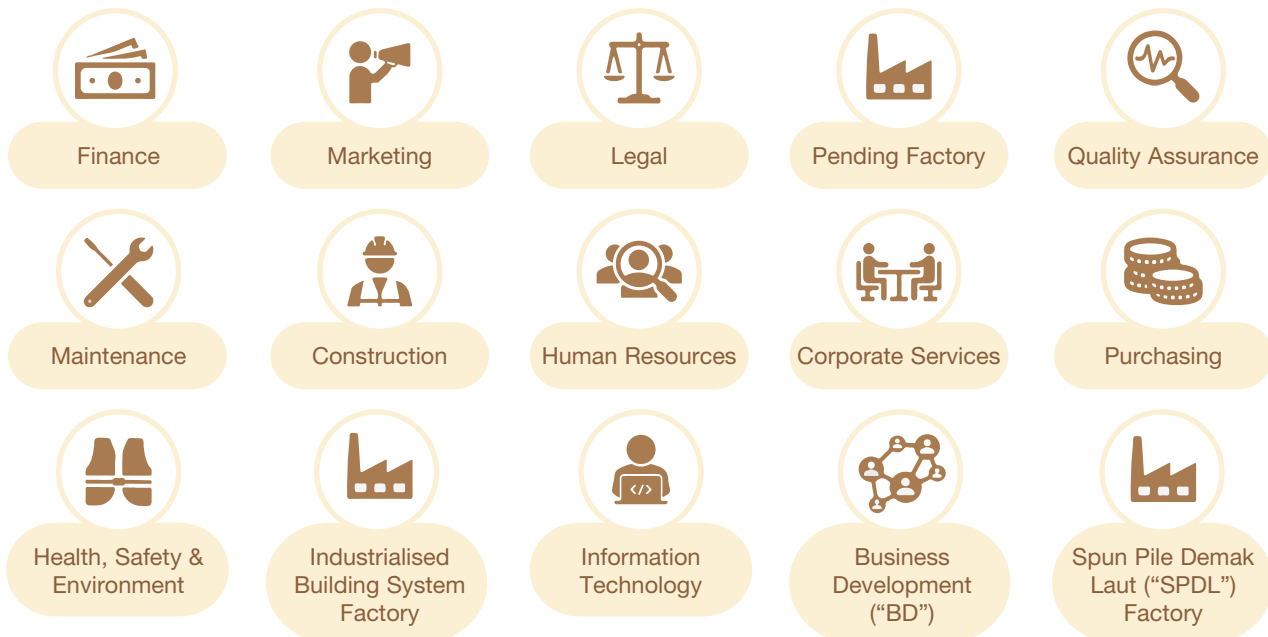 Finance
Marketing
Legal
Pending Factory
Quality Assurance
Maintenance
Construction
Human Resources
Corporate Services
Purchasing
Health, Safety &
Environment
Industrialised
Building System
Factory
</>
Information
Technology
Business
Development
(“BD”)
Spun Pile Demak
Laut (“SPDL”)
Factory